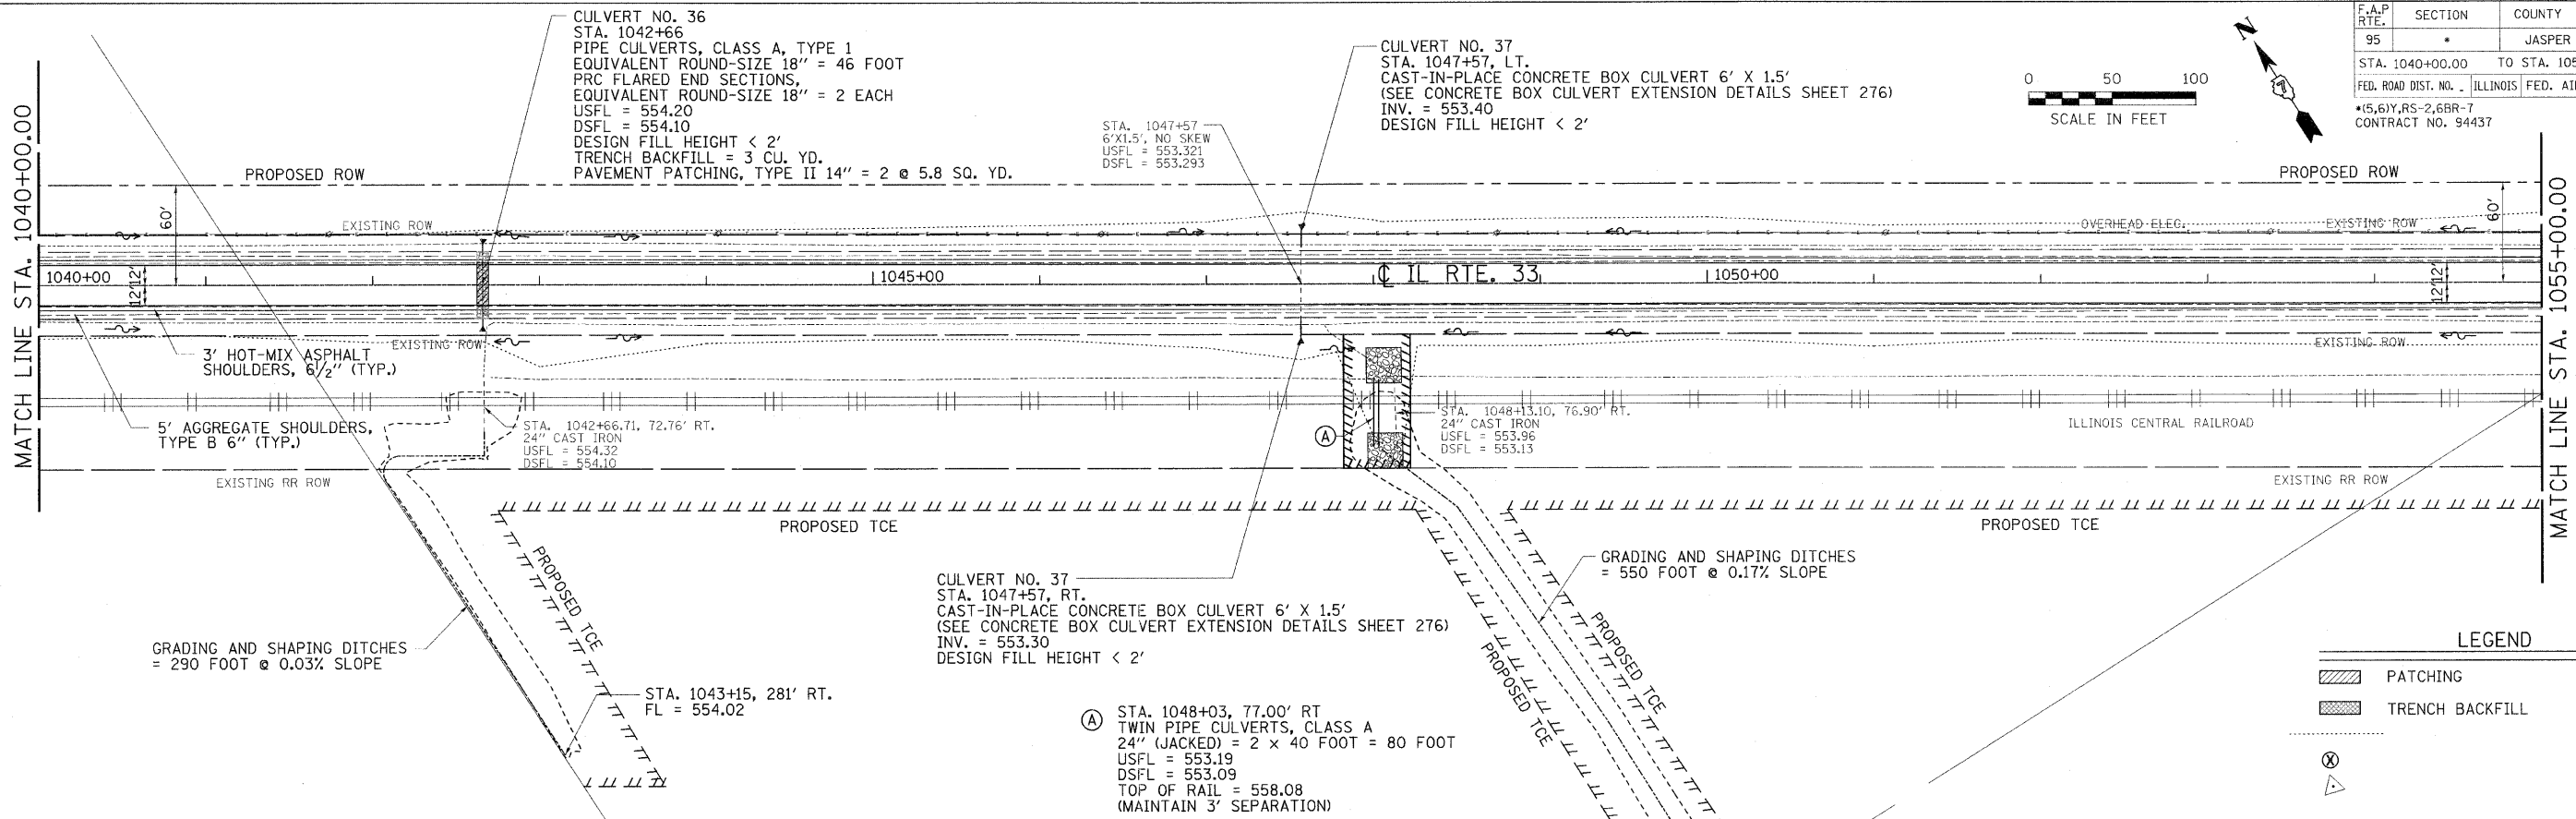 CULVERT NO. 36
STA. 1042+66
PIPE CULVERTS, CLASS A, TYPE 1
EQUIVALENT ROUND-SIZE 18" = 46 FOOT
PRC FLARED END SECTIONS,
EQUIVALENT ROUND-SIZE 18" = 2 EACH
USFL = 554.20
DSFL = 554.10
DESIGN FILL HEIGHT < 2'
TRENCH BACKFILL = 3 CU. YD.
PAVEMENT PATCHING, TYPE II 14" = 2 @ 5.8 SQ. YD.
STA. 1047+57
6'X1.5', NO SKEW
USFL = 553.321
DSFL = 553.293
CULVERT NO. 37
STA. 1047+57, LT.
CAST-IN-PLACE CONCRETE BOX CULVERT 6' X 1.5'
(SEE CONCRETE BOX CULVERT EXTENSION DETAILS SHEET 276)
INV. = 553.40
DESIGN FILL HEIGHT < 2'
0 50 100
SCALE IN FEET
N
F.A.P RTE. SECTION COUNTY
95 * JASPER
STA. 1040+00.00 TO STA. 105
FED. ROAD DIST. NO. _ ILLINOIS FED. AI
*(5,6)Y,RS-2,6BR-7
CONTRACT NO. 94437
MATCH LINE STA. 1040+00.00
PROPOSED ROW
PROPOSED ROW
60'
60'
EXISTING ROW
OVERHEAD ELEC.
EXISTING ROW
1040+00
12' 12'
1045+00
℄ IL RTE. 33
1050+00
12' 12'
MATCH LINE STA. 1055+00.00
EXISTING ROW
EXISTING ROW
3' HOT-MIX ASPHALT
SHOULDERS, 6 1/2" (TYP.)
5' AGGREGATE SHOULDERS,
TYPE B 6" (TYP.)
STA. 1042+66.71, 72.76' RT.
24" CAST IRON
USFL = 554.32
DSFL = 554.10
A
STA. 1048+13.10, 76.90' RT.
24" CAST IRON
USFL = 553.96
DSFL = 553.13
ILLINOIS CENTRAL RAILROAD
EXISTING RR ROW
EXISTING RR ROW
PROPOSED TCE
PROPOSED TCE
PROPOSED TCE
GRADING AND SHAPING DITCHES
= 550 FOOT @ 0.17% SLOPE
CULVERT NO. 37
STA. 1047+57, RT.
CAST-IN-PLACE CONCRETE BOX CULVERT 6' X 1.5'
(SEE CONCRETE BOX CULVERT EXTENSION DETAILS SHEET 276)
INV. = 553.30
DESIGN FILL HEIGHT < 2'
PROPOSED TCE
PROPOSED TCE
GRADING AND SHAPING DITCHES
= 290 FOOT @ 0.03% SLOPE
STA. 1043+15, 281' RT.
FL = 554.02
A STA. 1048+03, 77.00' RT
TWIN PIPE CULVERTS, CLASS A
24" (JACKED) = 2 x 40 FOOT = 80 FOOT
USFL = 553.19
DSFL = 553.09
TOP OF RAIL = 558.08
(MAINTAIN 3' SEPARATION)
LEGEND
PATCHING
TRENCH BACKFILL